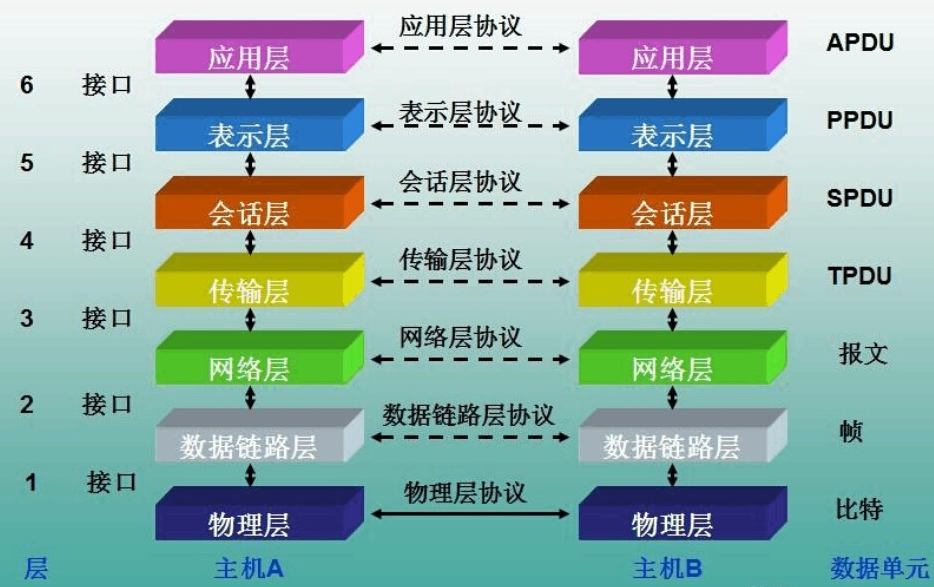 应用层协议
应用层 应用层 APDU
6 接口
表示层协议
表示层 表示层 PPDU
5 接口
会话层协议
会话层 会话层 SPDU
4 接口
传输层协议
传输层 传输层 TPDU
3 接口
网络层协议
网络层 网络层 报文
2 接口
数据链路层协议
数据链路层 数据链路层 帧
1 接口
物理层协议
物理层 物理层 比特
层 主机A 主机B 数据单元